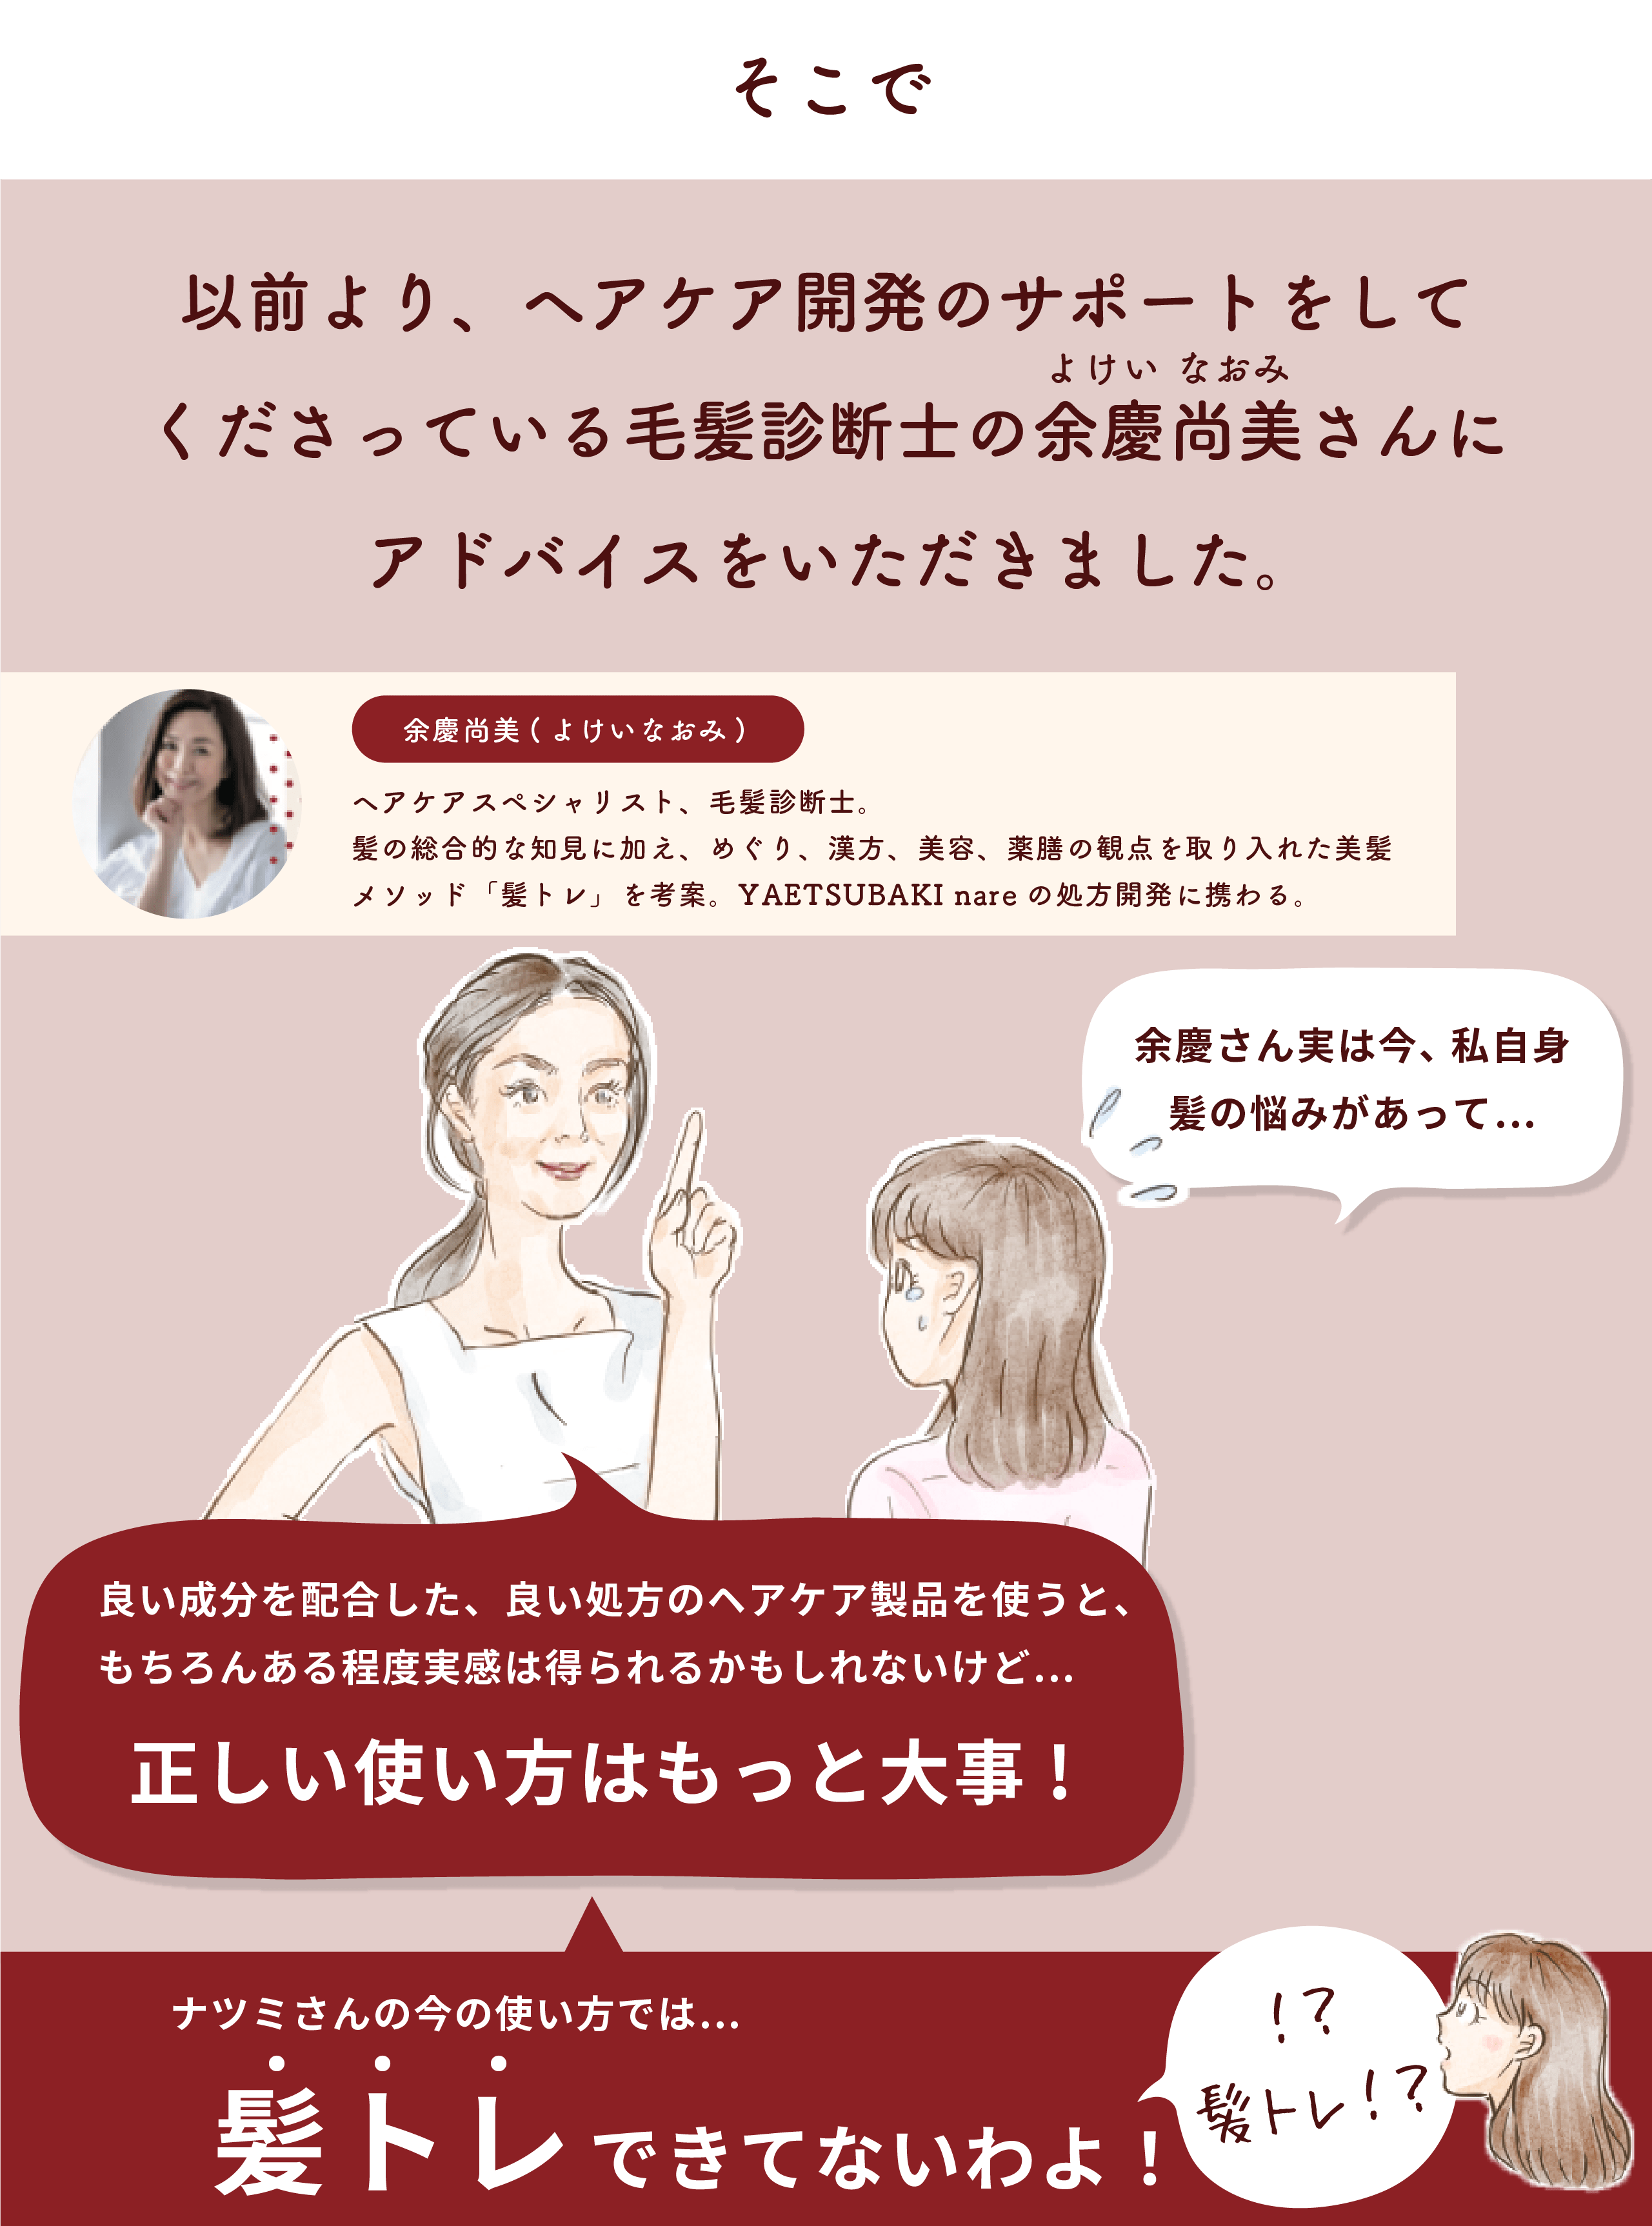 そこで
以前より、ヘアケア開発のサポートをして
よけい なおみ
くださっている毛髪診断士の余慶尚美さんに
アドバイスをいただきました。
余慶尚美(よけいなおみ)
ヘアケアスペシャリスト、毛髪診断士。
髪の総合的な知見に加え、めぐり、漢方、美容、薬膳の観点を取り入れた美髪
メソッド「髪トレ」を考案。YAETSUBAKI nare の処方開発に携わる。
余慶さん実は今、私自身
髪の悩みがあって…
良い成分を配合した、良い処方のヘアケア製品を使うと、
もちろんある程度実感は得られるかもしれないけど…
正しい使い方はもっと大事！
ナツミさんの今の使い方では…
髪トレできてないわよ！
！？
髪トレ！？